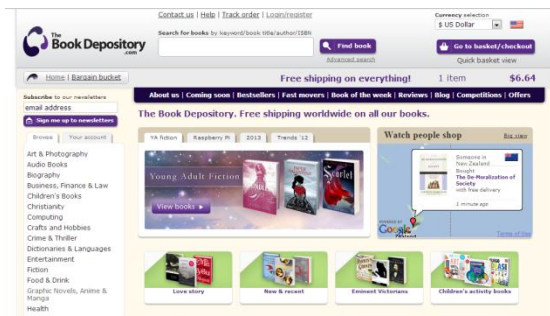 Contact us | Help | Track order | Login/register
Currency selection
$ US Dollar
The
Book Depository
.com
Search for books by keyword/book title/author/ISBN
Find book
Advanced search
Go to basket/checkout
Quick basket view
Home | Bargain bucket
Free shipping on everything!
1 item
$6.64
Subscribe to our newsletters
email address
Sign me up to newsletters
About us | Coming soon | Bestsellers | Fast movers | Book of the week | Reviews | Blog | Competitions | Offers
The Book Depository. Free shipping worldwide on all our books.
Browse
Your account
Art & Photography
Audio Books
Biography
Business, Finance & Law
Children's Books
Christianity
Computing
Crafts and Hobbies
Crime & Thriller
Dictionaries & Languages
Entertainment
Fiction
Food & Drink
Graphic Novels, Anime &
Manga
Health
YA fiction
Raspberry Pi
2013
Trends '12
Young Adult Fiction
View books
Scarlet
Watch people shop
Big view
Someone in
New Zealand
Bought
The De-Moralization of
Society
with free delivery
1 minute ago
POWERED BY
Google
Terms of Use
Love story
New & recent
Eminent Victorians
Children's activity books